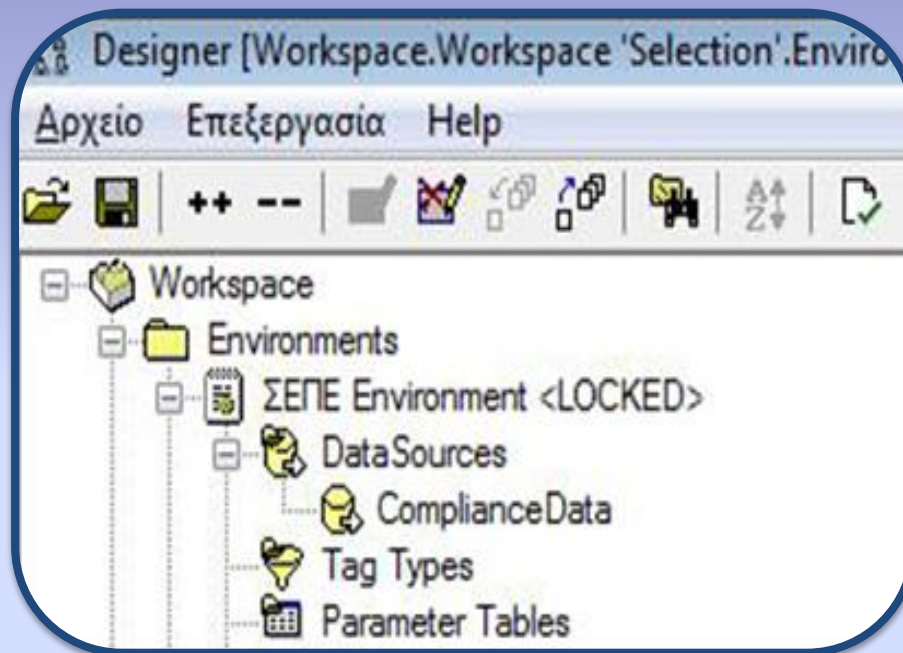 Designer [Workspace.Workspace 'Selection'.Enviro
Αρχείο Επεξεργασία Help
++ --
A Z
Workspace
Environments
ΣΕΠΕ Environment <LOCKED>
DataSources
ComplianceData
Tag Types
Parameter Tables